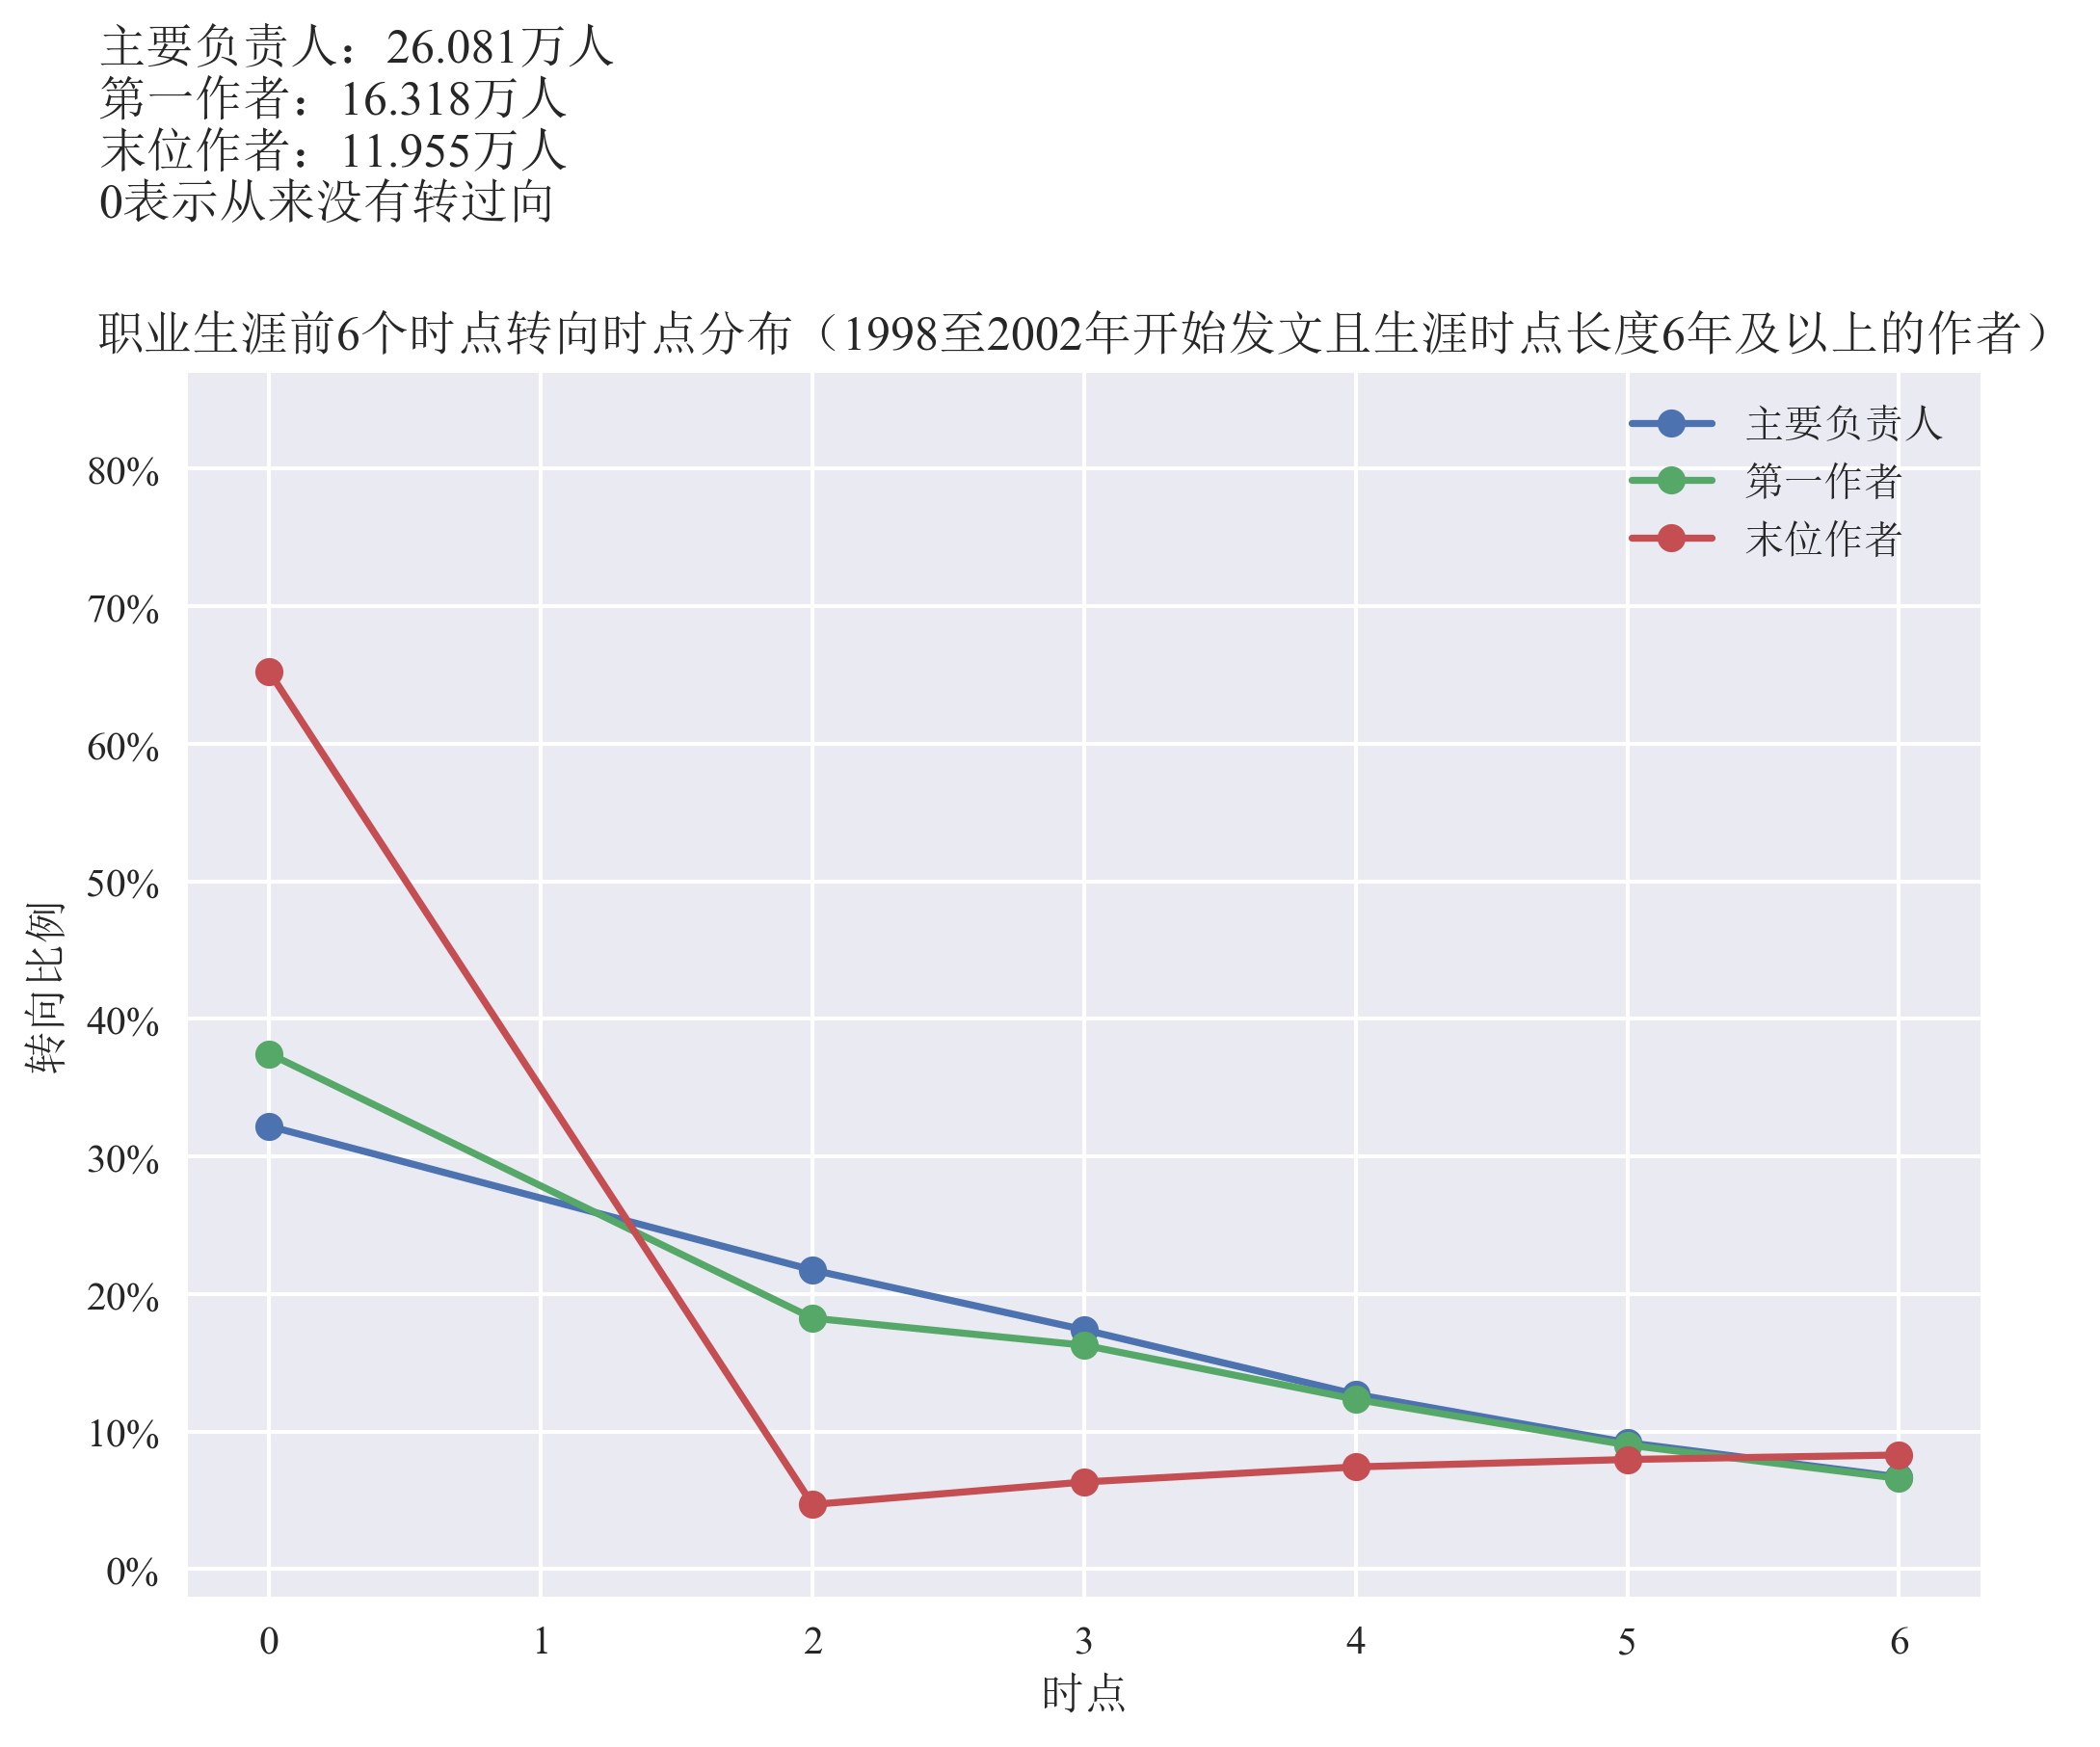 主要负责人：26.081万人
第一作者：16.318万人
末位作者：11.955万人
0表示从来没有转过向
职业生涯前6个时点转向时点分布（1998至2002年开始发文且生涯时点长度6年及以上的作者）
主要负责人
第一作者
末位作者
80%
70%
60%
50%
40%
30%
20%
10%
0%
转向比例
0 1 2 3 4 5 6
时点